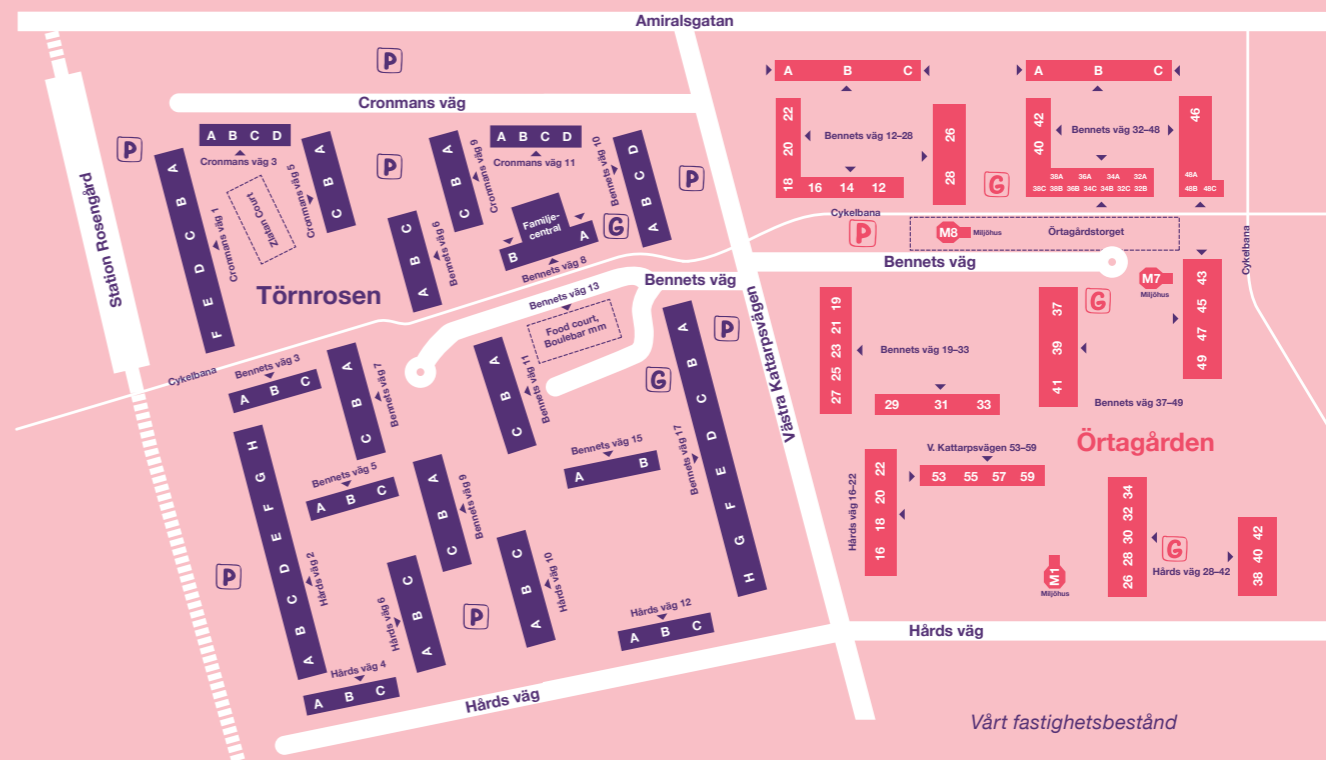 Amiralsgatan
Station Rosengård
P
Cronmans väg
P
A B C D
Cronmans väg 3
A B C D E F
Cronmans väg 1
Zlatan Court
A B C
Cronmans väg 5
P
A B C
Cronmans väg 9
A B C D
Cronmans väg 11
Bennets väg 10
D C B A
P
C B A
Bennets väg 6
Familje-
central
B A
Bennets väg 8
G
Törnrosen
Bennets väg
Bennets väg 13
Food court,
Boulebar mm
Cykelbana
Bennets väg 3
A B C
Bennets väg 7
A B C
Bennets väg 11
A B C
P
G
Bennets väg 17
A B C D E F G H
Västra Kattarpsvägen
Bennets väg 5
A B C
Bennets väg 9
A B C
Bennets väg 15
A B
H G F E D C B A
Hårds väg 2
P
Hårds väg 6
C B A
P
Hårds väg 10
C B A
Hårds väg 12
A B C
Hårds väg 4
A B C
Hårds väg
A B C
22 20 18
16 14 12
Bennets väg 12–28
26 28
A B C
42 40
Bennets väg 32–48
46
G
38A 36A 34A 32A
38C 38B 36B 34C 34B 32C 32B
48A
48B 48C
Cykelbana
P
M8
Miljöhus
Örtagårdstorget
Bennets väg
Cykelbana
M7
Miljöhus
43 45 47 49
19 21 23 25 27
Bennets väg 19–33
29 31 33
37 39 41
G
Bennets väg 37–49
Örtagården
V. Kattarpsvägen 53–59
53 55 57 59
Hårds väg 16–22
22 20 18 16
34 32 30 28 26
G
Hårds väg 28–42
42 40 38
M1
Miljöhus
Hårds väg
Vårt fastighetsbestånd